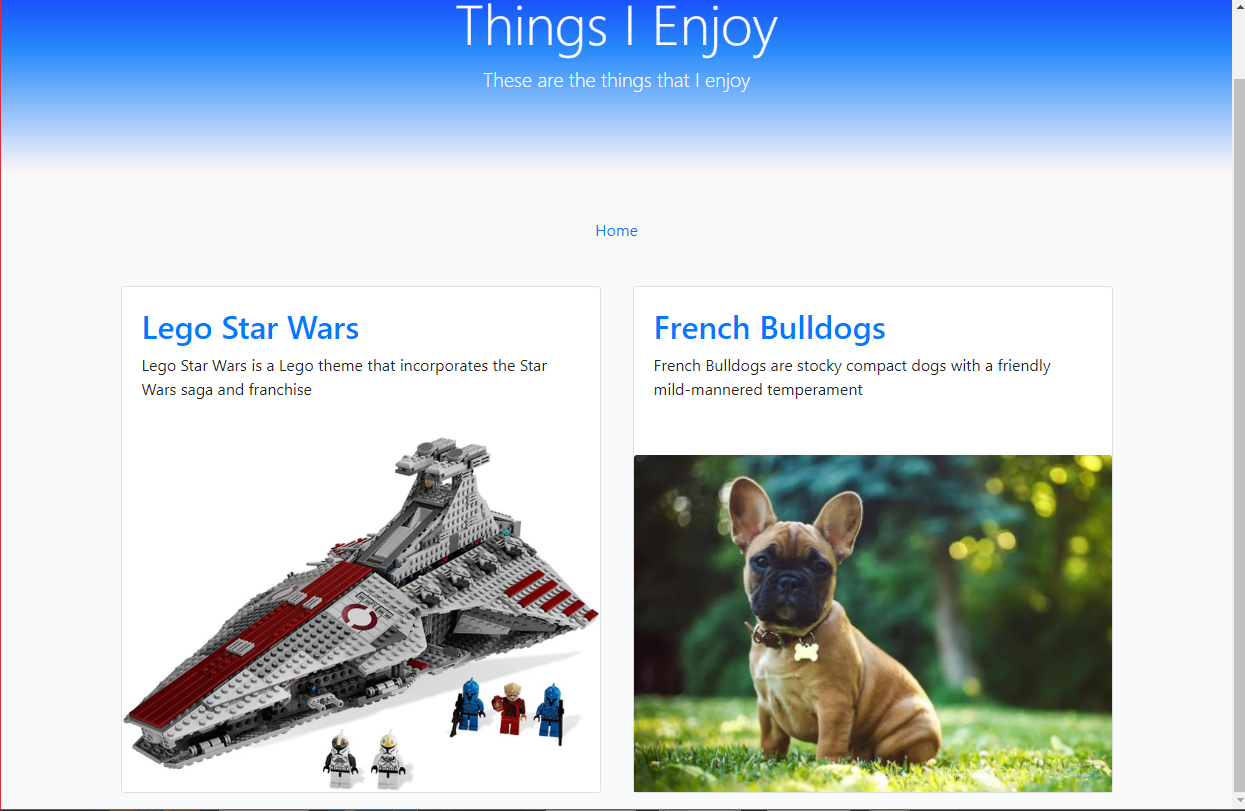 Things I Enjoy
These are the things that I enjoy
Home
Lego Star Wars
Lego Star Wars is a Lego theme that incorporates the Star
Wars saga and franchise
French Bulldogs
French Bulldogs are stocky compact dogs with a friendly
mild-mannered temperament